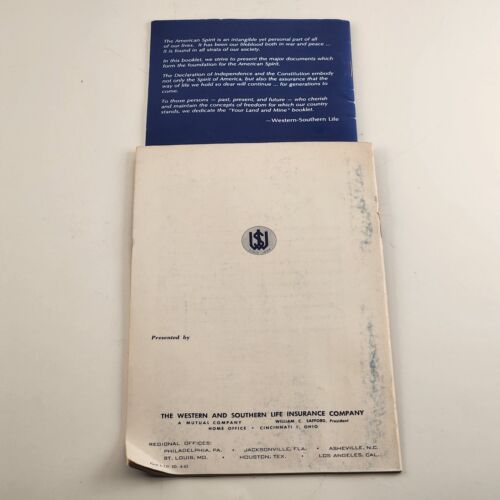 The American Spirit is an intangible yet personal part of all
of our lives. It has been our lifeblood both in war and peace ...
It is found in all strata of our society.
In this booklet, we strive to present the major documents which
form the foundation for the American Spirit.
The Declaration of Independence and the Constitution embody
not only the Spirit of America, but also the assurance that the
way of life we hold so dear will continue ... for generations to
come.
To those persons — past, present, and future — who cherish
and maintain the concepts of freedom for which our country
stands, we dedicate the "Your Land and Mine" booklet.
—Western-Southern Life
Presented by
THE WESTERN AND SOUTHERN LIFE INSURANCE COMPANY
A MUTUAL COMPANY WILLIAM C. SAFFORD, President
HOME OFFICE • CINCINNATI 1, OHIO
REGIONAL OFFICES:
PHILADELPHIA, PA. • JACKSONVILLE, FLA. • ASHEVILLE, N.C.
ST. LOUIS, MO. • HOUSTON, TEX. • LOS ANGELES, CAL.